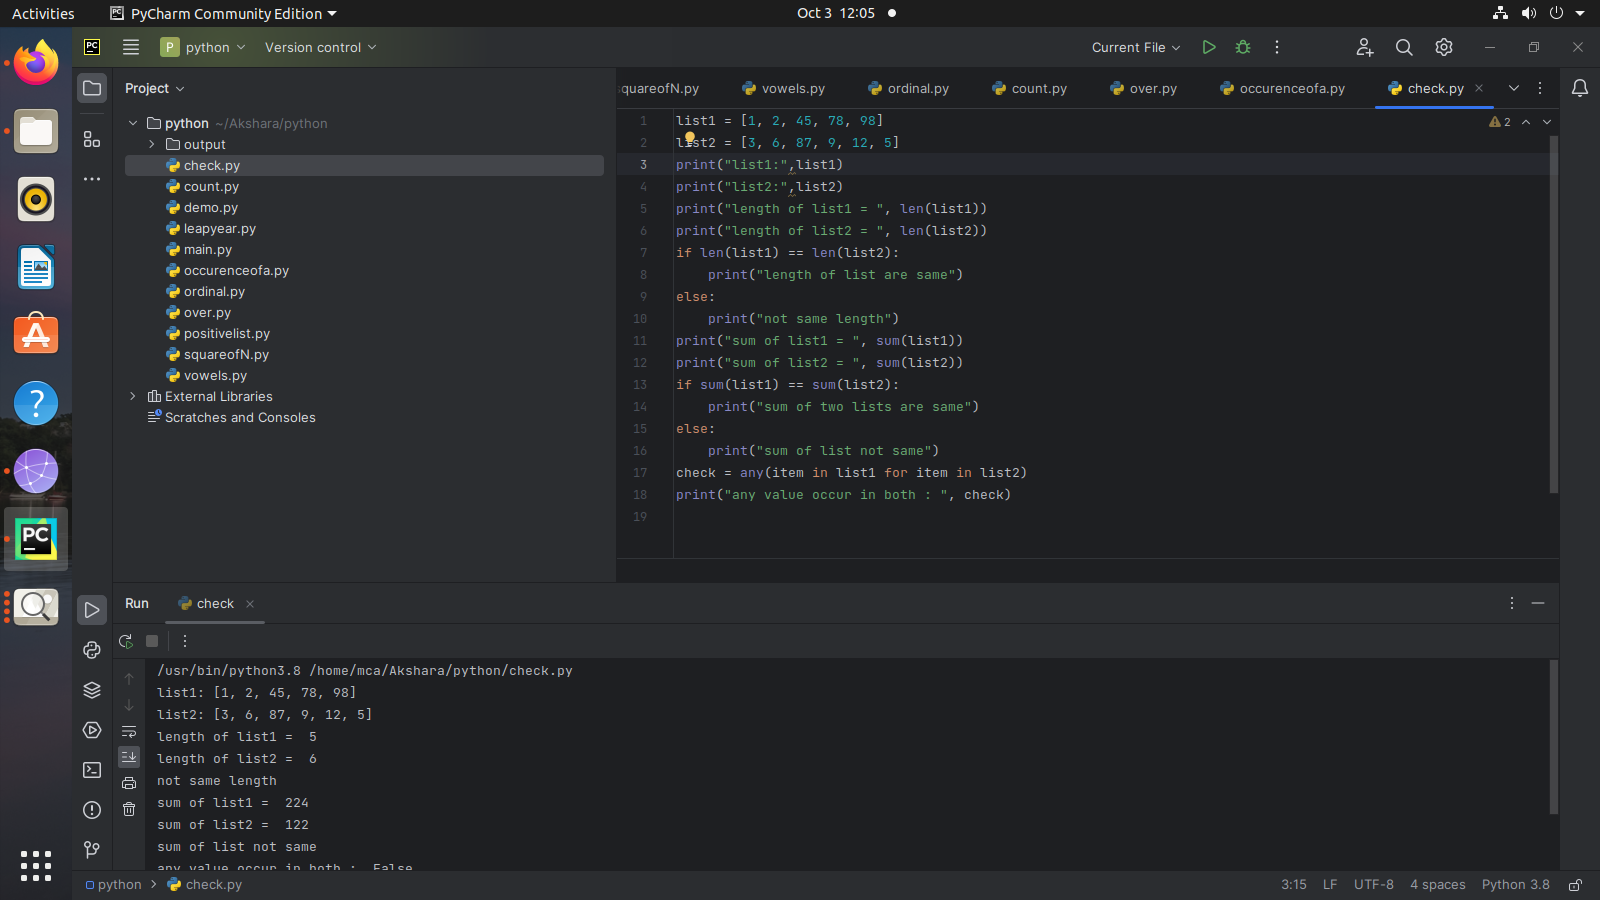 Activities PyCharm Community Edition Oct 3 12:05
PC P python Version control Current File
Project
quareofN.py vowels.py ordinal.py count.py over.py occurenceofa.py check.py
python ~/Akshara/python
output
check.py
count.py
demo.py
leapyear.py
main.py
occurenceofa.py
ordinal.py
over.py
positivelist.py
squareofN.py
vowels.py
External Libraries
Scratches and Consoles
2
1 list1 = [1, 2, 45, 78, 98]
2 list2 = [3, 6, 87, 9, 12, 5]
3 print("list1:",list1)
4 print("list2:",list2)
5 print("length of list1 = ", len(list1))
6 print("length of list2 = ", len(list2))
7 if len(list1) == len(list2):
8 print("length of list are same")
9 else:
10 print("not same length")
11 print("sum of list1 = ", sum(list1))
12 print("sum of list2 = ", sum(list2))
13 if sum(list1) == sum(list2):
14 print("sum of two lists are same")
15 else:
16 print("sum of list not same")
17 check = any(item in list1 for item in list2)
18 print("any value occur in both : ", check)
19
PC
Run check
/usr/bin/python3.8 /home/mca/Akshara/python/check.py
list1: [1, 2, 45, 78, 98]
list2: [3, 6, 87, 9, 12, 5]
length of list1 =  5
length of list2 =  6
not same length
sum of list1 =  224
sum of list2 =  122
sum of list not same
any value occur in both :  False
python check.py 3:15 LF UTF-8 4 spaces Python 3.8